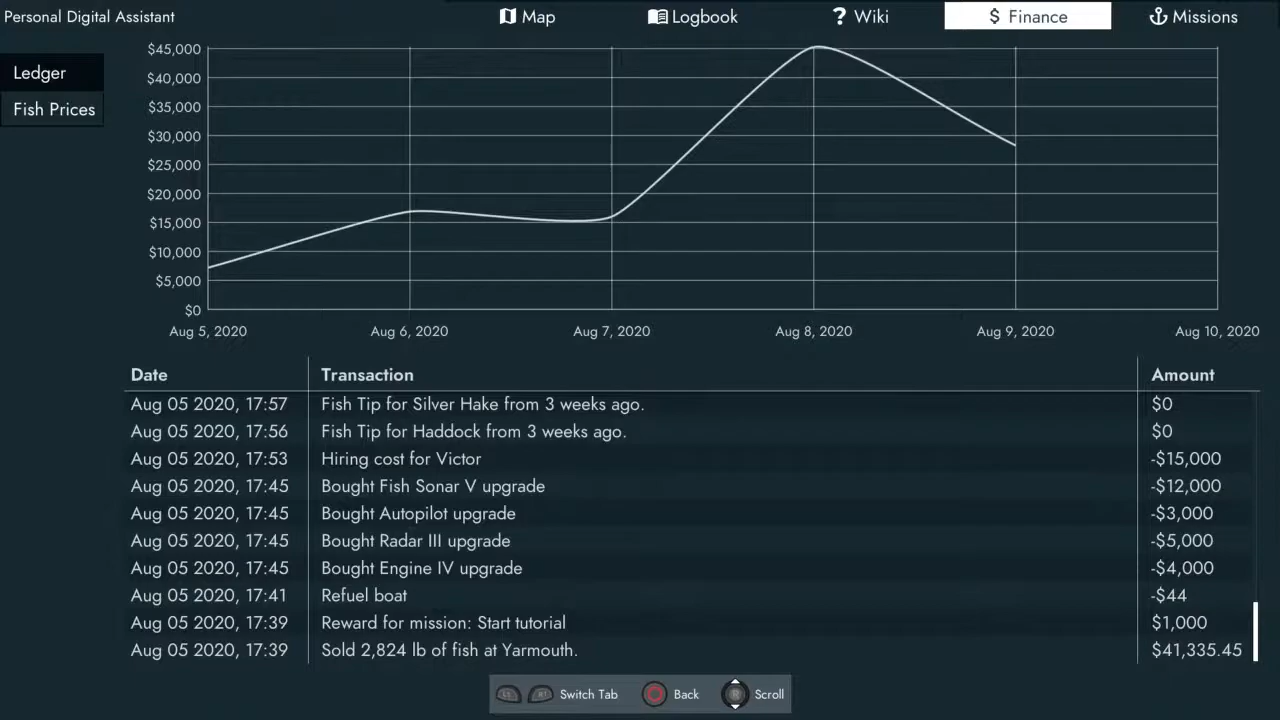 Personal Digital Assistant
Map
Logbook
? Wiki
$ Finance
Missions
Ledger
Fish Prices
$45,000
$40,000
$35,000
$30,000
$25,000
$20,000
$15,000
$10,000
$5,000
$0
Aug 5, 2020 Aug 6, 2020 Aug 7, 2020 Aug 8, 2020 Aug 9, 2020 Aug 10, 2020
Date Transaction Amount
Aug 05 2020, 17:57 Fish Tip for Silver Hake from 3 weeks ago. $0
Aug 05 2020, 17:56 Fish Tip for Haddock from 3 weeks ago. $0
Aug 05 2020, 17:53 Hiring cost for Victor -$15,000
Aug 05 2020, 17:45 Bought Fish Sonar V upgrade -$12,000
Aug 05 2020, 17:45 Bought Autopilot upgrade -$3,000
Aug 05 2020, 17:45 Bought Radar III upgrade -$5,000
Aug 05 2020, 17:45 Bought Engine IV upgrade -$4,000
Aug 05 2020, 17:41 Refuel boat -$44
Aug 05 2020, 17:39 Reward for mission: Start tutorial $1,000
Aug 05 2020, 17:39 Sold 2,824 lb of fish at Yarmouth. $41,335.45
L1 R1 Switch Tab Back R Scroll